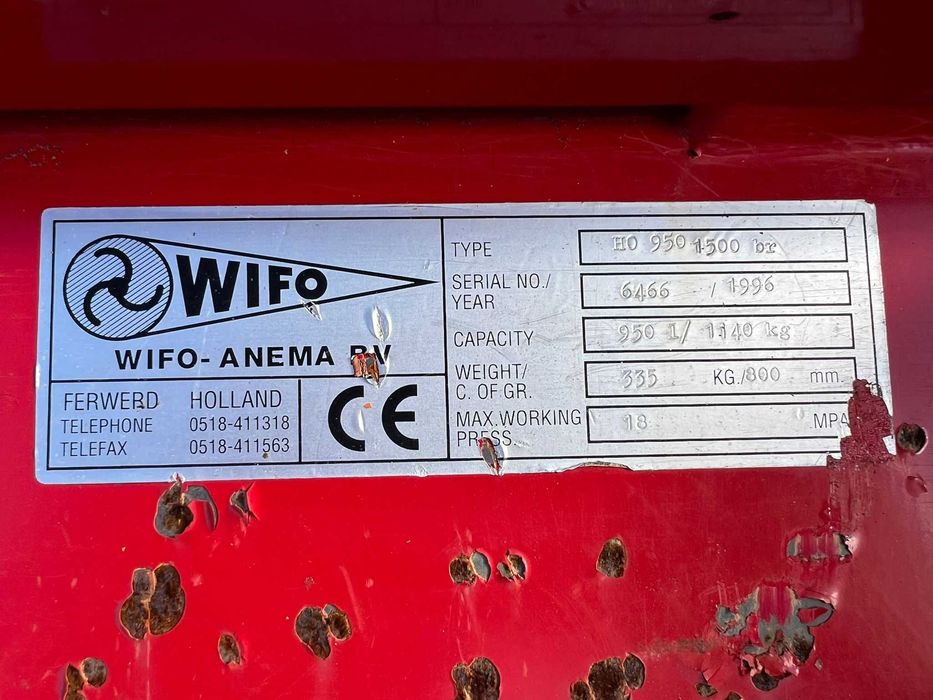 WIFO
WIFO- ANEMA BV
FERWERD HOLLAND
TELEPHONE 0518-411318
TELEFAX 0518-411563
CE
TYPE HO 950 1500 br
SERIAL NO./
YEAR 6466 / 1996
CAPACITY 950 l/ 1140 kg
WEIGHT/
C. OF GR. 335 KG./800 mm.
MAX. WORKING
PRESS. 18 MPA